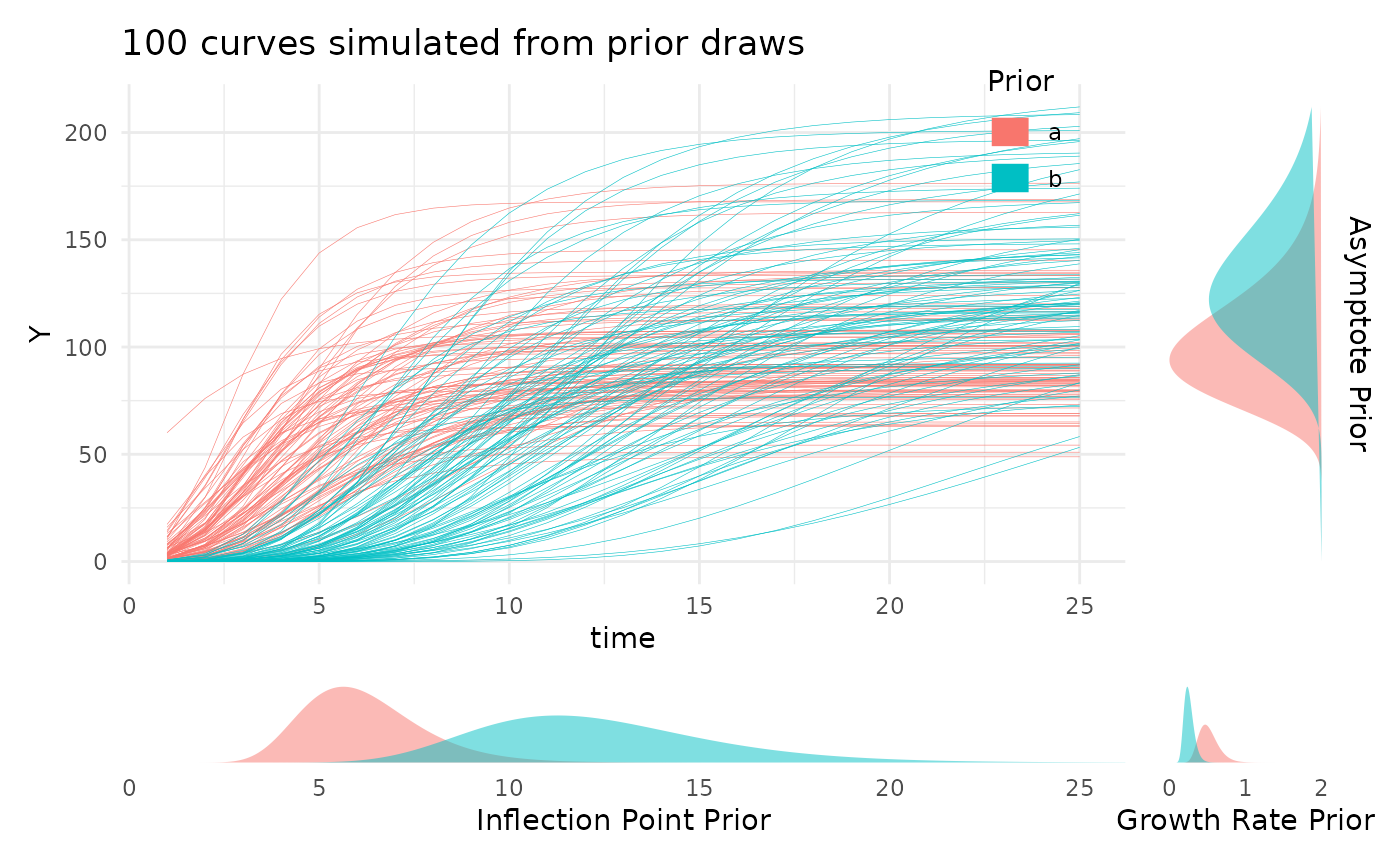 100 curves simulated from prior draws
Prior
a
b
200
150
100
50
0
Y
0 5 10 15 20 25
time
Asymptote Prior
0 5 10 15 20 25
Inflection Point Prior
0 1 2
Growth Rate Prior